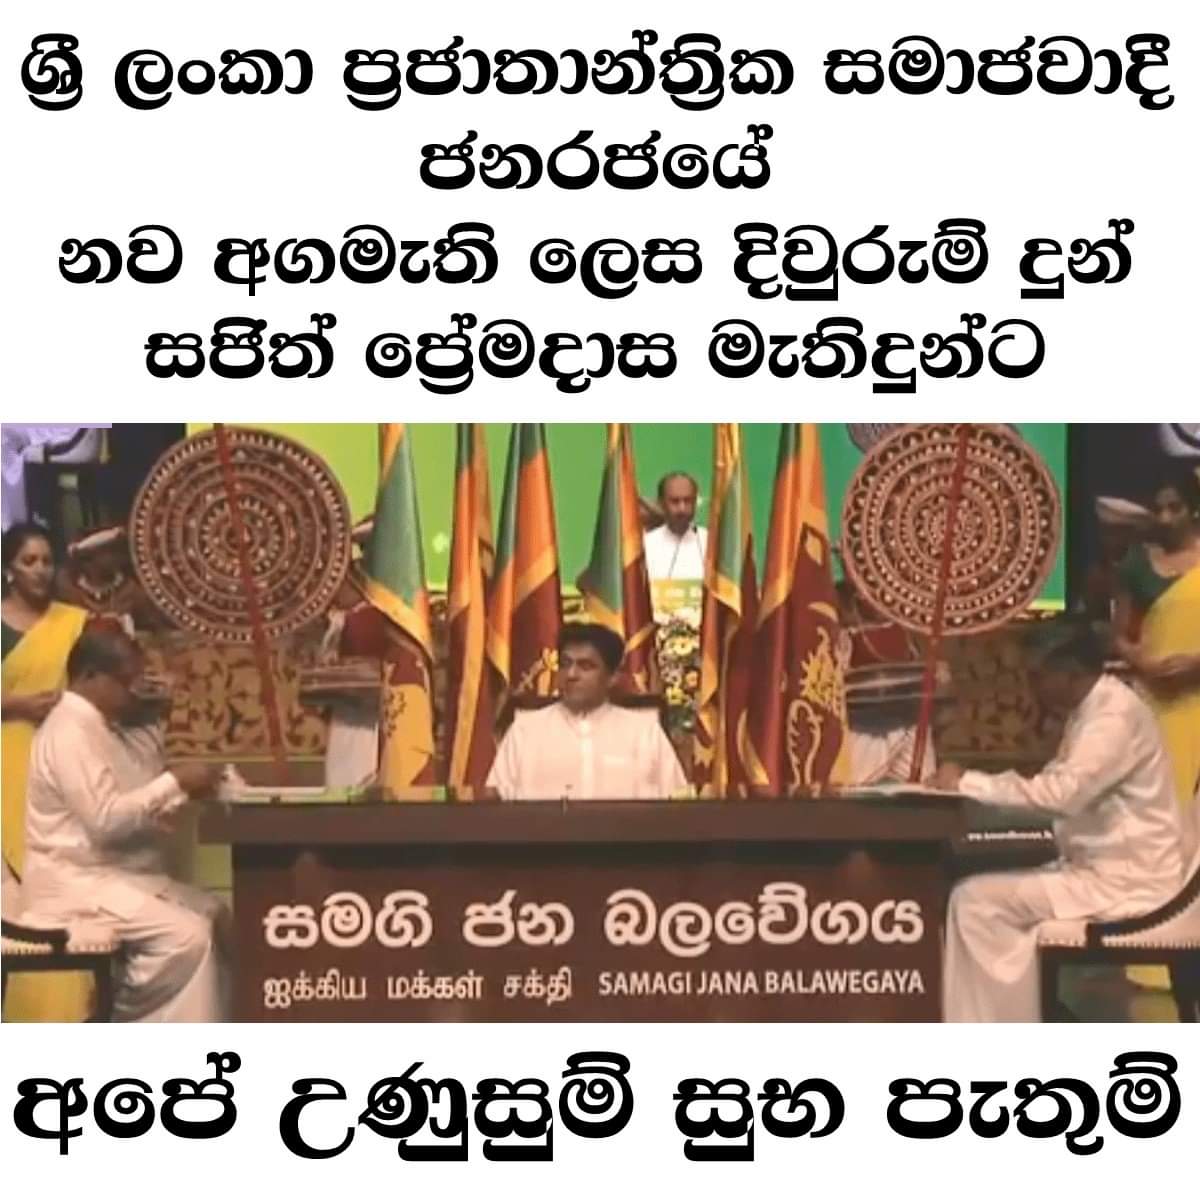 ශ්‍රී ලංකා ප්‍රජාතාන්ත්‍රික සමාජවාදී
ජනරජයේ
නව අගමැති ලෙස දිවුරුම් දුන්
සජිත් ප්‍රේමදාස මැතිදුන්ට
සමගි ජන බලවේගය
ஐக்கிய மக்கள் சக்தி SAMAGI JANA BALAWEGAYA
අපේ උණුසුම් සුභ පැතුම්